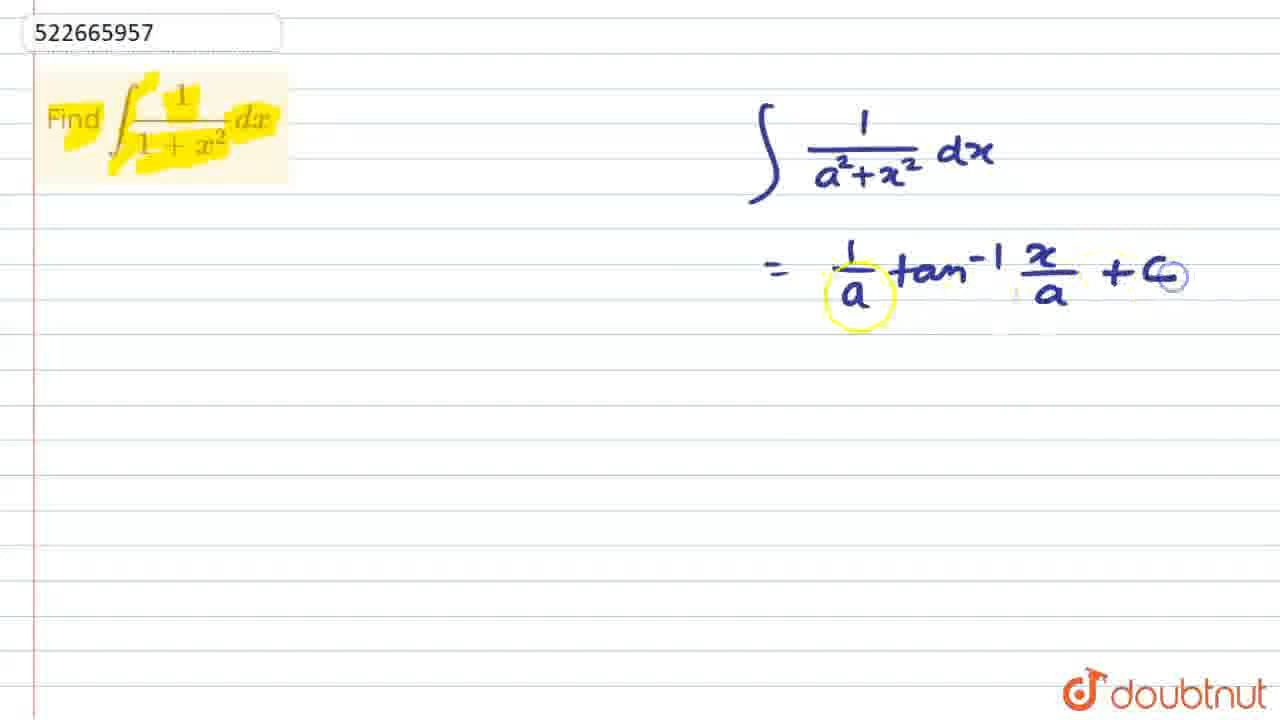 522665957
Find ∫ 1/(1 + x²) dx
∫ 1/(a² + x²) dx
= 1/a tan⁻¹ x/a + C
doubtnut